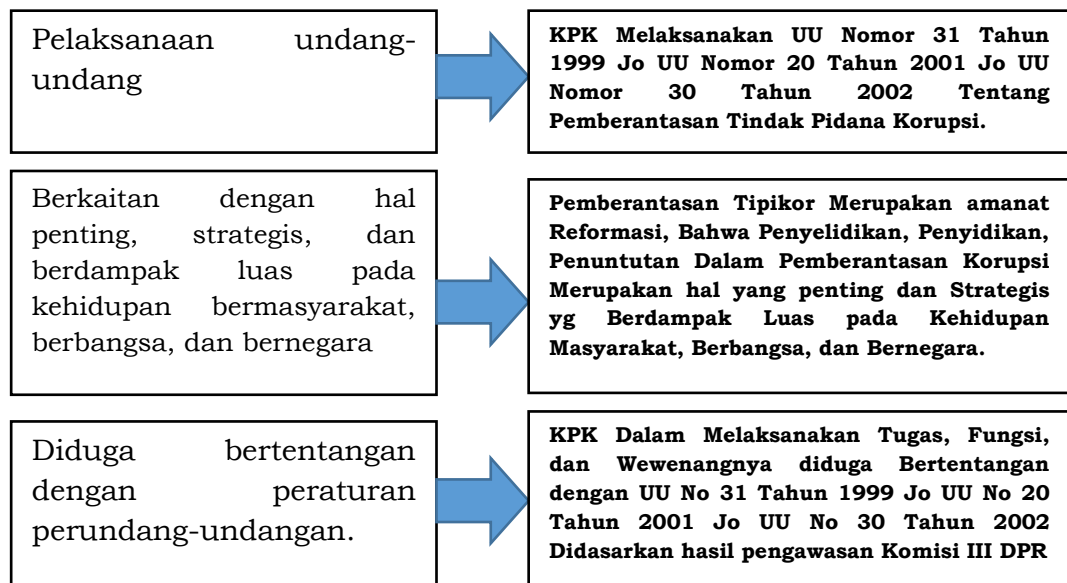 Pelaksanaan undang-
undang
KPK Melaksanakan UU Nomor 31 Tahun
1999 Jo UU Nomor 20 Tahun 2001 Jo UU
Nomor 30 Tahun 2002 Tentang
Pemberantasan Tindak Pidana Korupsi.
Berkaitan dengan hal
penting, strategis, dan
berdampak luas pada
kehidupan bermasyarakat,
berbangsa, dan bernegara
Pemberantasan Tipikor Merupakan amanat
Reformasi, Bahwa Penyelidikan, Penyidikan,
Penuntutan Dalam Pemberantasan Korupsi
Merupakan hal yang penting dan Strategis
yg Berdampak Luas pada Kehidupan
Masyarakat, Berbangsa, dan Bernegara.
Diduga bertentangan
dengan peraturan
perundang-undangan.
KPK Dalam Melaksanakan Tugas, Fungsi,
dan Wewenangnya diduga Bertentangan
dengan UU No 31 Tahun 1999 Jo UU No 20
Tahun 2001 Jo UU No 30 Tahun 2002
Didasarkan hasil pengawasan Komisi III DPR